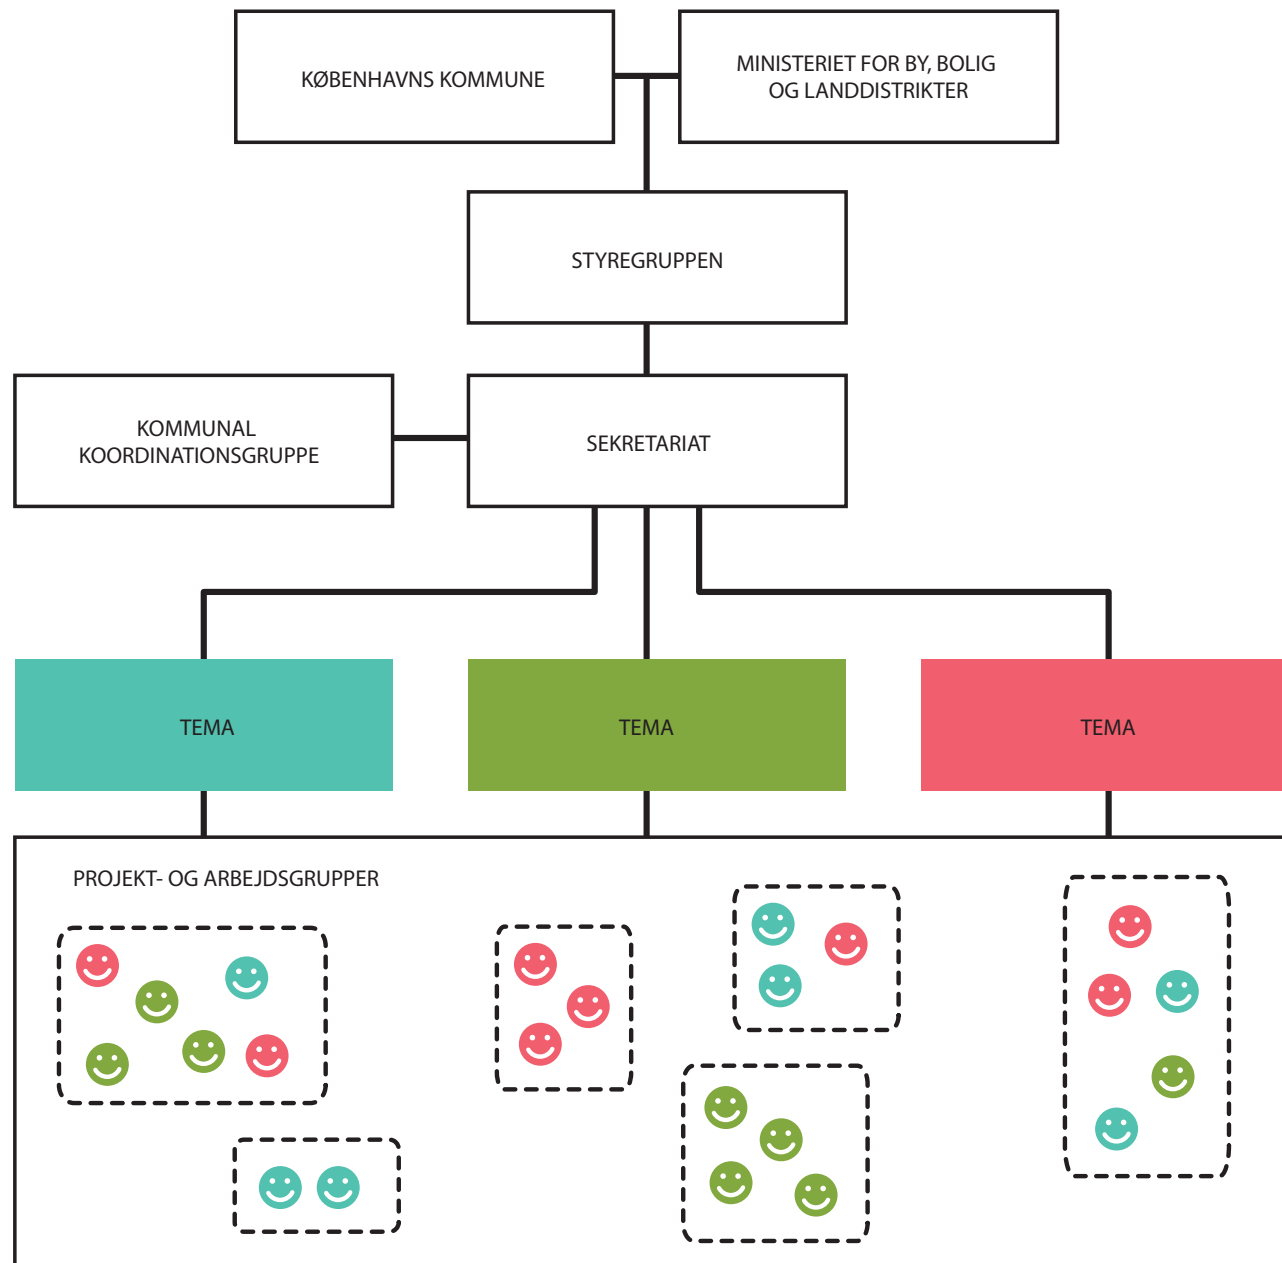 KØBENHAVNS KOMMUNE
MINISTERIET FOR BY, BOLIG
OG LANDDISTRIKTER
STYREGRUPPEN
KOMMUNAL
KOORDINATIONSGRUPPE
SEKRETARIAT
TEMA
TEMA
TEMA
PROJEKT- OG ARBEJDSGRUPPER